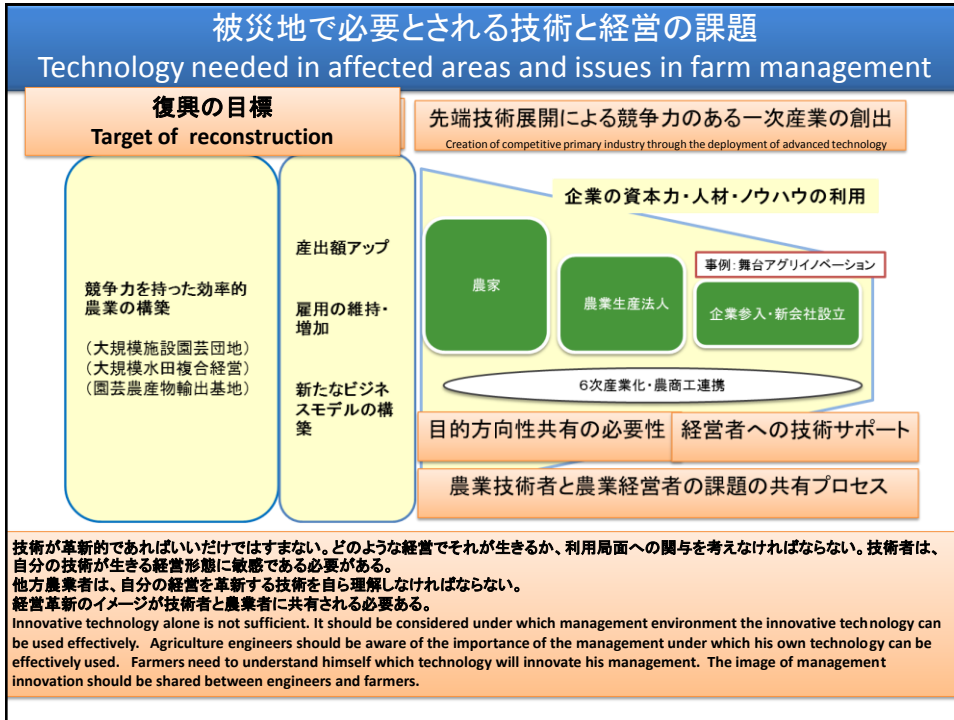 被災地で必要とされる技術と経営の課題
Technology needed in affected areas and issues in farm management
復興の目標
Target of reconstruction
先端技術展開による競争力のある一次産業の創出
Creation of competitive primary industry through the deployment of advanced technology
競争力を持った効率的
農業の構築
（大規模施設園芸団地）
（大規模水田複合経営）
（園芸農産物輸出基地）
産出額アップ
雇用の維持・
増加
新たなビジネ
スモデルの構
築
企業の資本力・人材・ノウハウの利用
農家
農業生産法人
事例：舞台アグリイノベーション
企業参入・新会社設立
6次産業化・農商工連携
目的方向性共有の必要性
経営者への技術サポート
農業技術者と農業経営者の課題の共有プロセス
技術が革新的であればいいだけではすまない。どのような経営でそれが生きるか、利用局面への関与を考えなければならない。技術者は、
自分の技術が生きる経営形態に敏感である必要がある。
他方農業者は、自分の経営を革新する技術を自ら理解しなければならない。
経営革新のイメージが技術者と農業者に共有される必要ある。
Innovative technology alone is not sufficient. It should be considered under which management environment the innovative technology can
be used effectively. Agriculture engineers should be aware of the importance of the management under which his own technology can be
effectively used. Farmers need to understand himself which technology will innovate his management. The image of management
innovation should be shared between engineers and farmers.